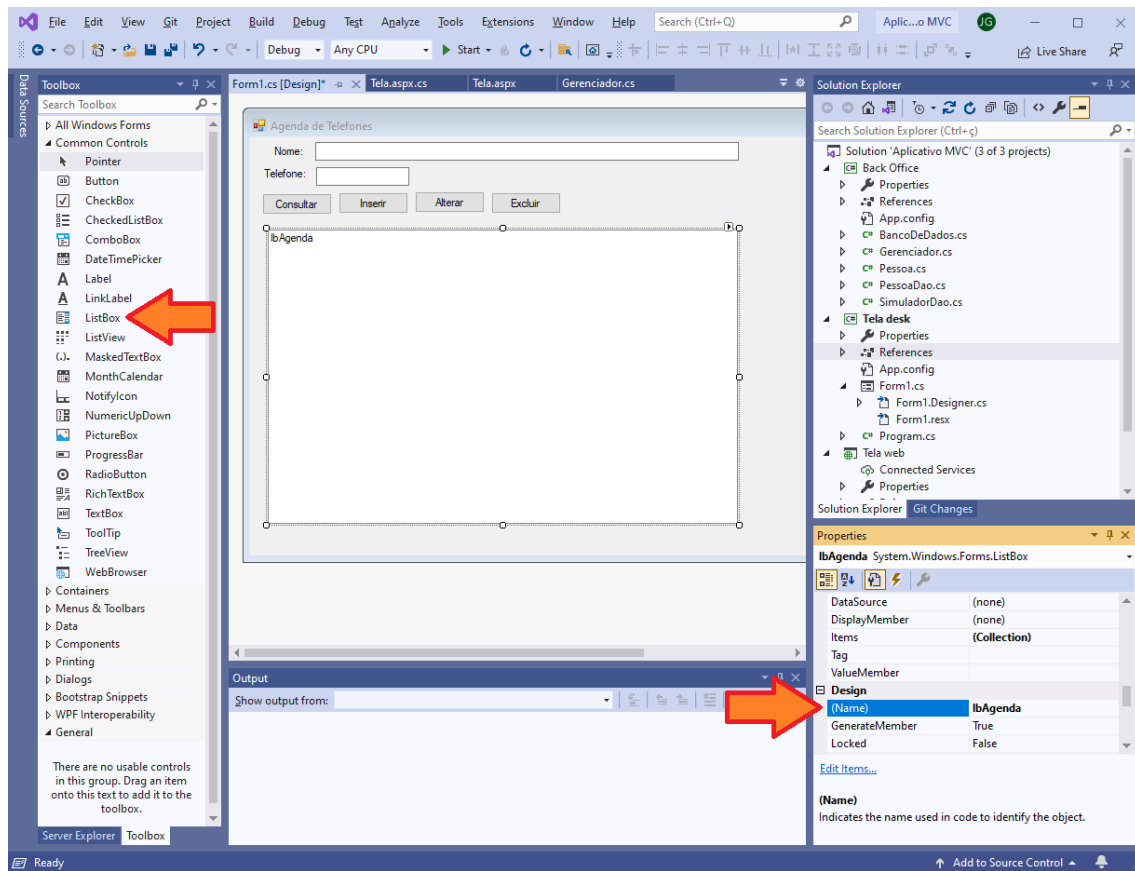 File Edit View Git Project Build Debug Test Analyze Tools Extensions Window Help Search (Ctrl+Q) Aplic...o MVC JG
Debug Any CPU Start Live Share
Data Sources
Toolbox
Search Toolbox
All Windows Forms
Common Controls
Pointer
Button
CheckBox
CheckedListBox
ComboBox
DateTimePicker
Label
LinkLabel
ListBox
ListView
MaskedTextBox
MonthCalendar
NotifyIcon
NumericUpDown
PictureBox
ProgressBar
RadioButton
RichTextBox
TextBox
ToolTip
TreeView
WebBrowser
Containers
Menus & Toolbars
Data
Components
Printing
Dialogs
Bootstrap Snippets
WPF Interoperability
General
There are no usable controls
in this group. Drag an item
onto this text to add it to the
toolbox.
Server Explorer Toolbox
Form1.cs [Design]* Tela.aspx.cs Tela.aspx Gerenciador.cs
Agenda de Telefones
Nome:
Telefone:
Consultar Inserir Alterar Excluir
lbAgenda
Output
Show output from:
Solution Explorer
Search Solution Explorer (Ctrl+ç)
Solution 'Aplicativo MVC' (3 of 3 projects)
Back Office
Properties
References
App.config
BancoDeDados.cs
Gerenciador.cs
Pessoa.cs
PessoaDao.cs
SimuladorDao.cs
Tela desk
Properties
References
App.config
Form1.cs
Form1.Designer.cs
Form1.resx
Program.cs
Tela web
Connected Services
Properties
Solution Explorer Git Changes
Properties
lbAgenda System.Windows.Forms.ListBox
DataSource (none)
DisplayMember (none)
Items (Collection)
Tag
ValueMember
Design
(Name) lbAgenda
GenerateMember True
Locked False
Edit Items...
(Name)
Indicates the name used in code to identify the object.
Ready Add to Source Control